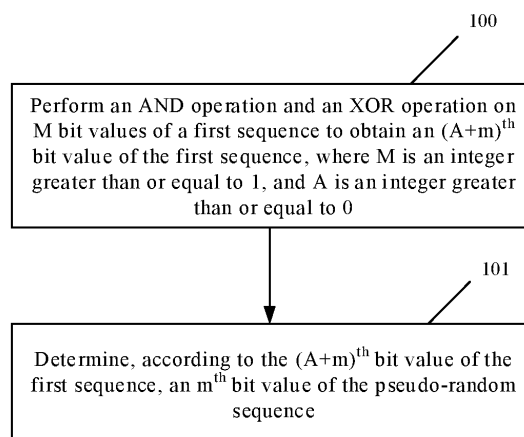 100
Perform an AND operation and an XOR operation on
M bit values of a first sequence to obtain an (A+m)th
bit value of the first sequence, where M is an integer
greater than or equal to 1, and A is an integer greater
than or equal to 0
101
Determine, according to the (A+m)th bit value of the
first sequence, an mth bit value of the pseudo-random
sequence